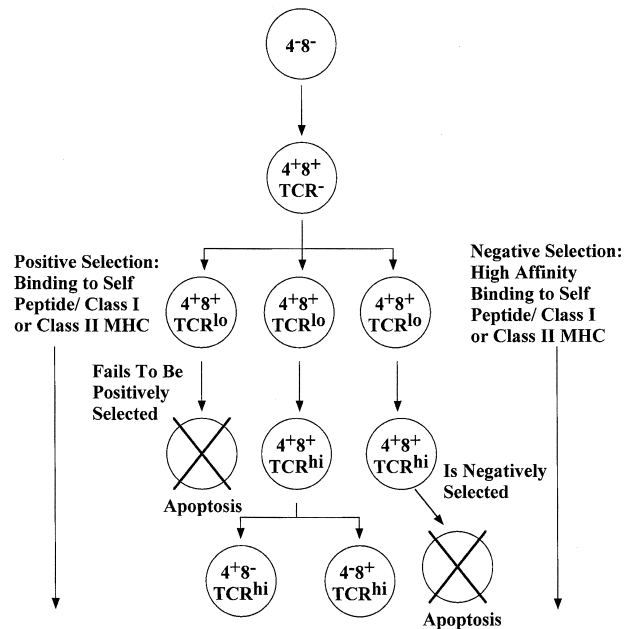 4-8-
4+8+
TCR-
Positive Selection:
Binding to Self
Peptide/ Class I
or Class II MHC
Negative Selection:
High Affinity
Binding to Self
Peptide/ Class I
or Class II MHC
4+8+
TCRlo
4+8+
TCRlo
4+8+
TCRlo
Fails To Be
Positively
Selected
Apoptosis
4+8+
TCRhi
4+8+
TCRhi
Is Negatively
Selected
4+8-
TCRhi
4-8+
TCRhi
Apoptosis